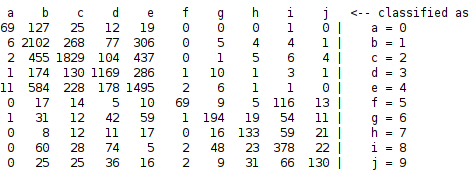 a b c d e f g h i j <-- classified as
69 127 25 12 19 0 0 0 1 0 | a = 0
6 2102 268 77 306 0 5 4 4 1 | b = 1
2 455 1829 104 437 0 1 5 6 4 | c = 2
1 174 130 1169 286 1 10 1 3 1 | d = 3
11 584 228 178 1495 2 6 1 1 0 | e = 4
0 17 14 5 10 69 9 5 116 13 | f = 5
1 31 12 42 59 1 194 19 54 11 | g = 6
0 8 12 11 17 0 16 133 59 21 | h = 7
0 60 28 74 5 2 48 23 378 22 | i = 8
0 25 25 36 16 2 9 31 66 130 | j = 9